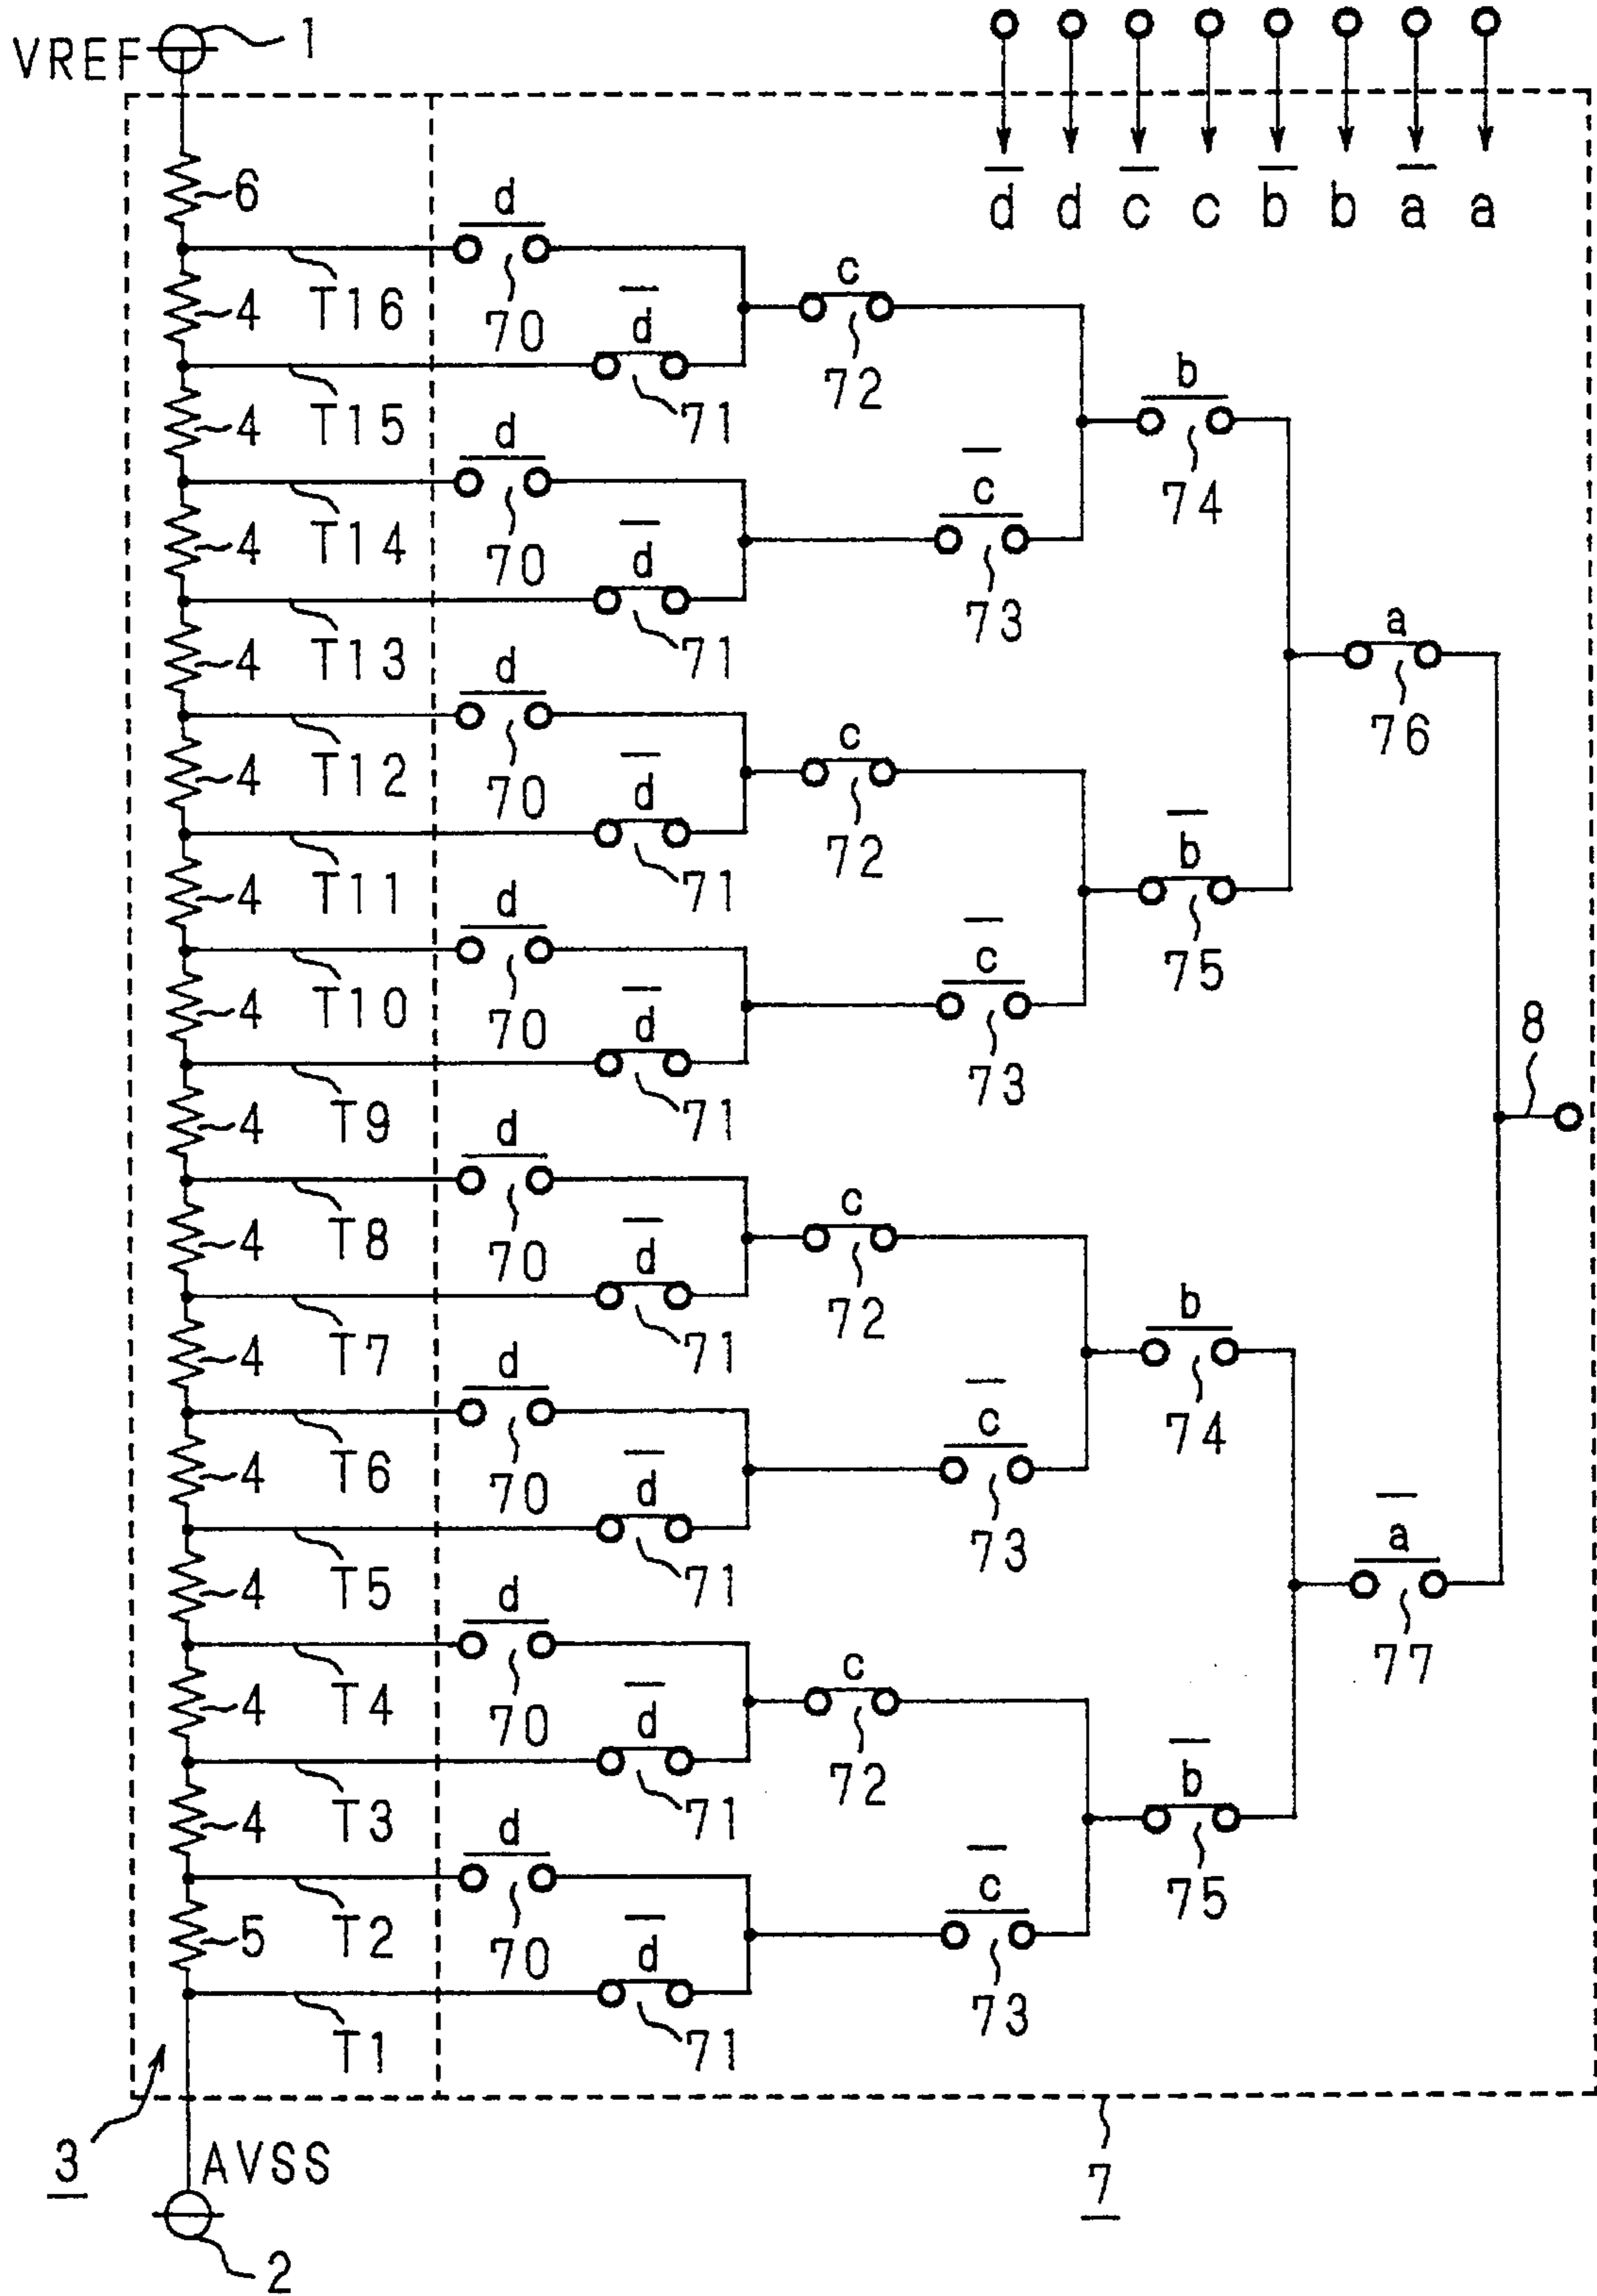 VREF
1
d̅ d c̅ c b̅ b a̅ a
6
d
4
T16
70
c
d̅
72
b
4
T15
71
d
74
c̅
4
T14
70
d̅
73
a
4
T13
71
d
76
c
4
T12
70
d̅
72
b̅
4
T11
71
d
75
c̅
4
T10
70
d̅
73
8
4
T9
71
d
c
4
T8
70
d̅
72
b
4
T7
71
d
74
c̅
4
T6
70
d̅
73
a̅
4
T5
71
d
77
c
4
T4
70
d̅
72
b̅
4
T3
71
d
75
c̅
5
T2
70
d̅
73
T1
71
3
AVSS
7
2